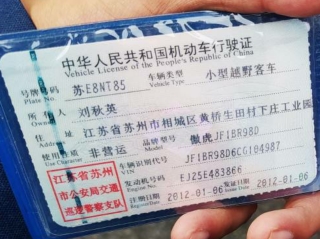 中华人民共和国机动车行驶证
Vehicle License of the People's Republic of China
号牌号码 苏E8NT85 车辆类型 小型越野客车
Plate No. Vehicle Type
所有人 刘秋英
Owner
住址 江苏省苏州市相城区黄桥生田村下庄工业园
Address
使用性质 非营运 品牌型号 傲虎JF1BR98D
Use Character Model
江苏省苏州 车辆识别代号 JF1BR98D6CG104987
VIN
市公安局交通 发动机号码 EJ25E483866
Engine No.
巡逻警察支队 注册日期 2012-01-06 发证日期 2012-01-06
Register Date Issue Date